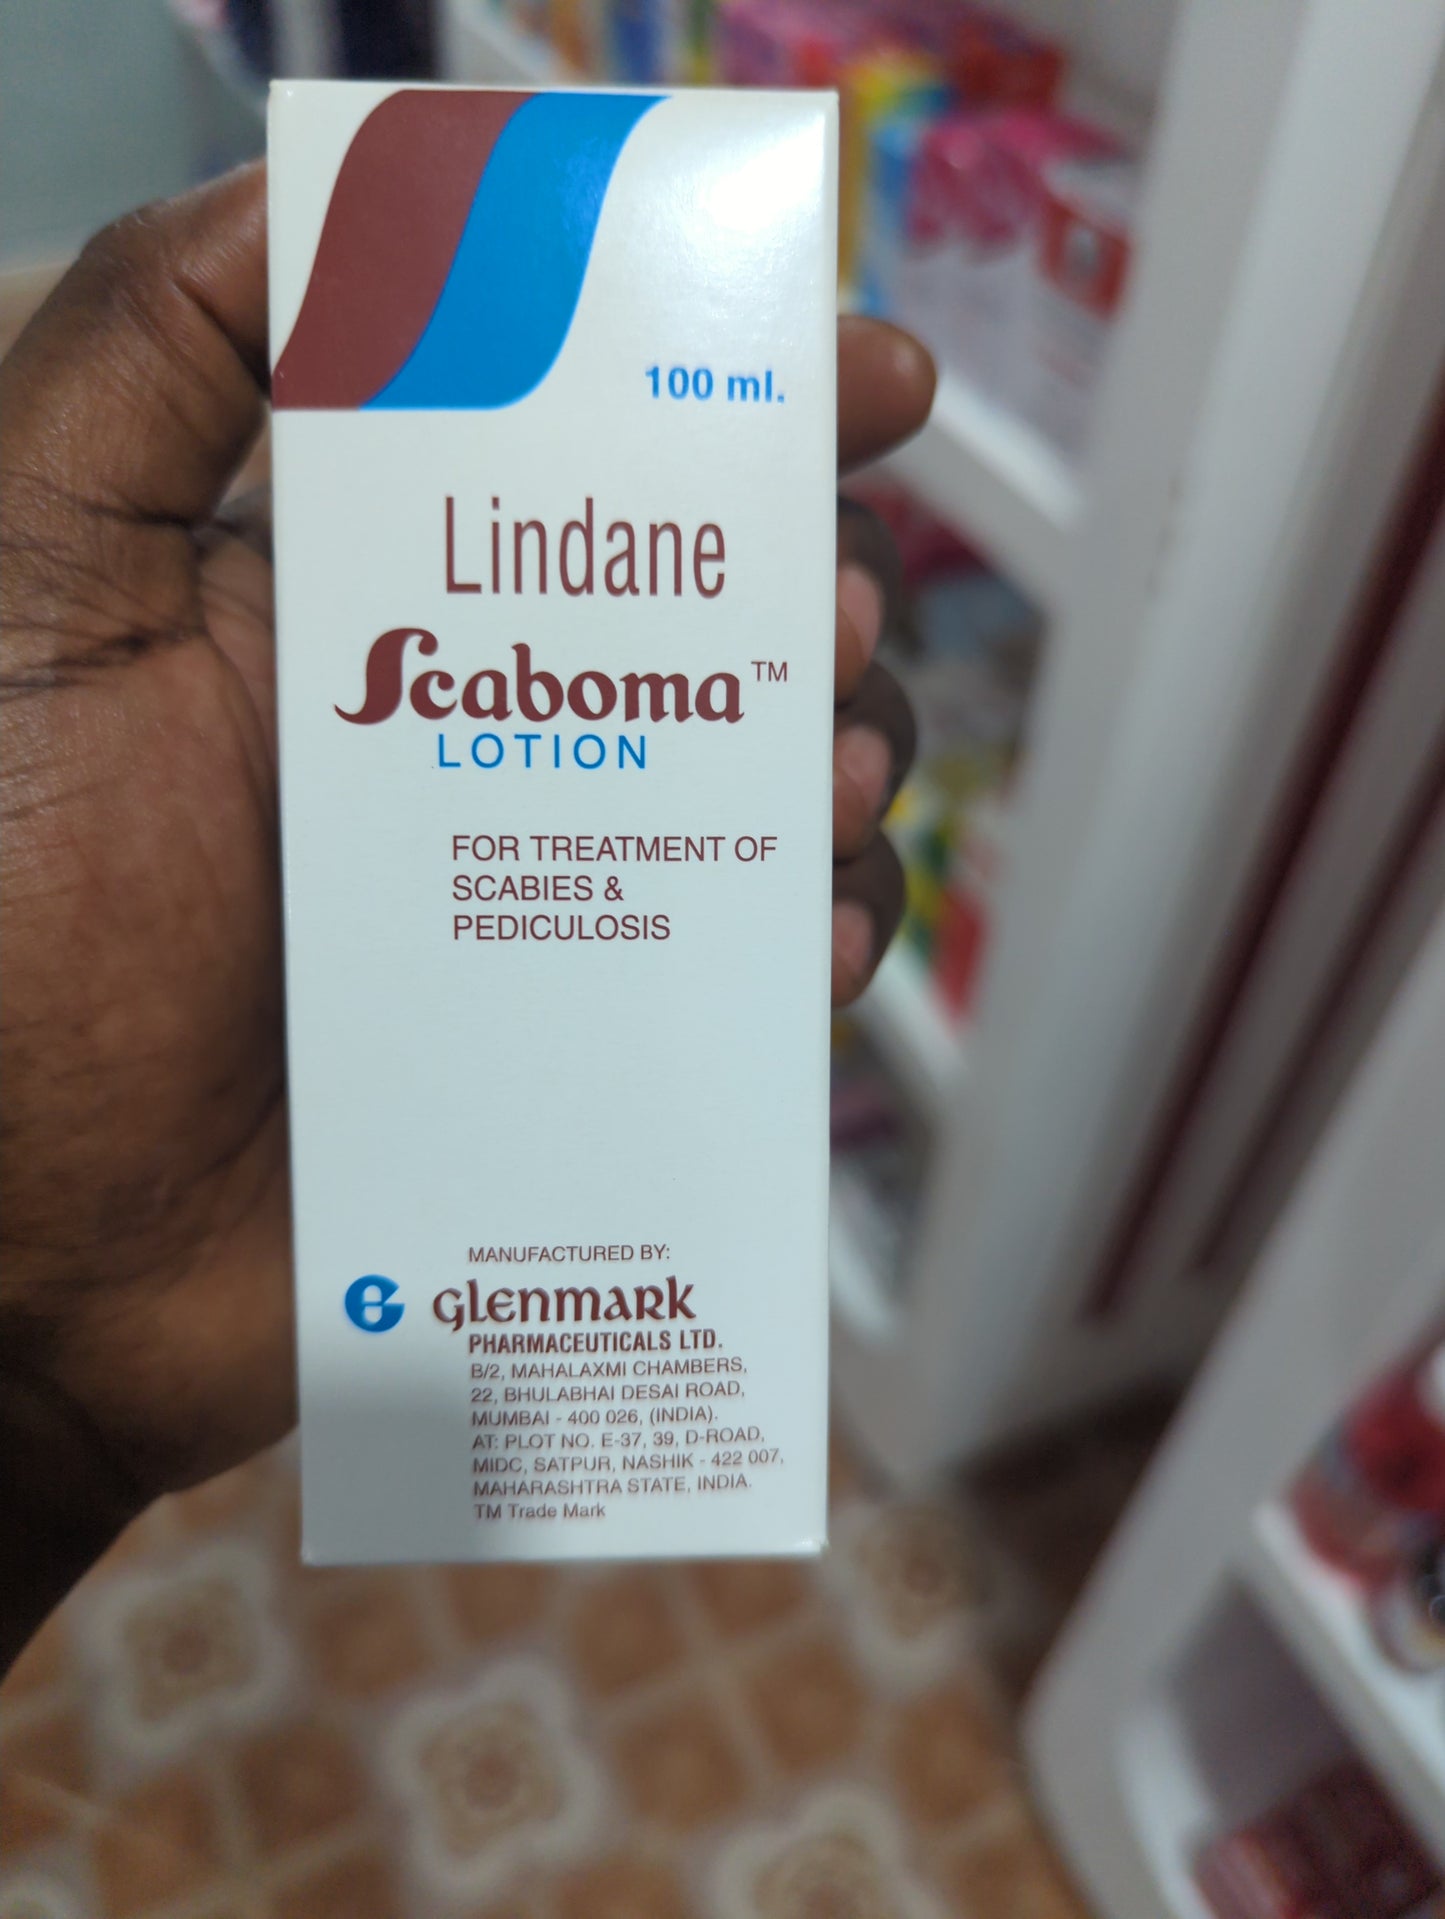 100 ml.
Lindane
Scaboma™
LOTION
FOR TREATMENT OF
SCABIES &
PEDICULOSIS
MANUFACTURED BY:
Glenmark
PHARMACEUTICALS LTD.
B/2, MAHALAXMI CHAMBERS,
22, BHULABHAI DESAI ROAD,
MUMBAI - 400 026, (INDIA).
AT: PLOT NO. E-37, 39, D-ROAD,
MIDC, SATPUR, NASHIK - 422 007,
MAHARASHTRA STATE, INDIA.
TM Trade Mark